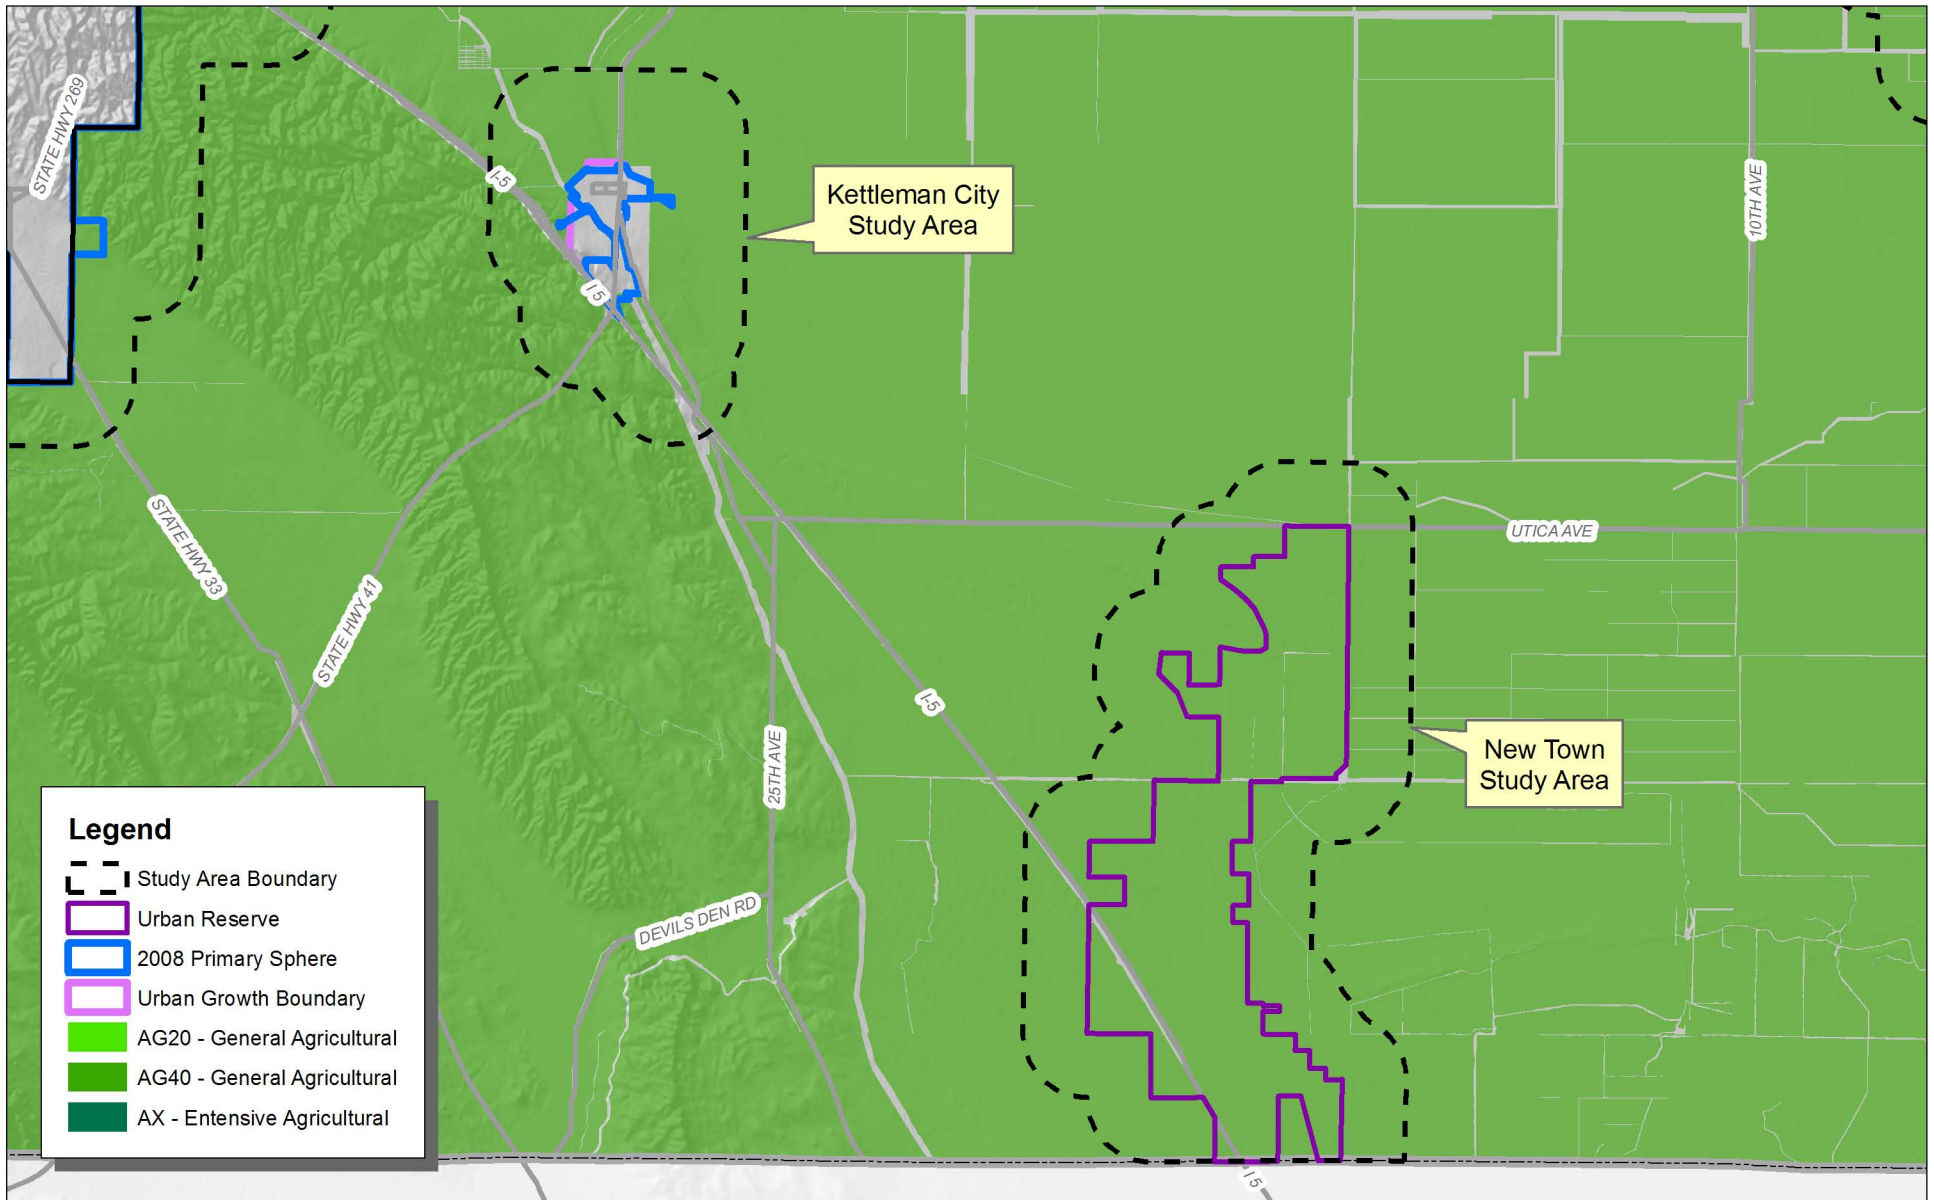 STATE HWY 269
I-5
Kettleman City
Study Area
10TH AVE
I 5
UTICA AVE
STATE HWY 33
STATE HWY 41
I-5
25TH AVE
New Town
Study Area
DEVILS DEN RD
I 5
Legend
Study Area Boundary
Urban Reserve
2008 Primary Sphere
Urban Growth Boundary
AG20 - General Agricultural
AG40 - General Agricultural
AX - Entensive Agricultural